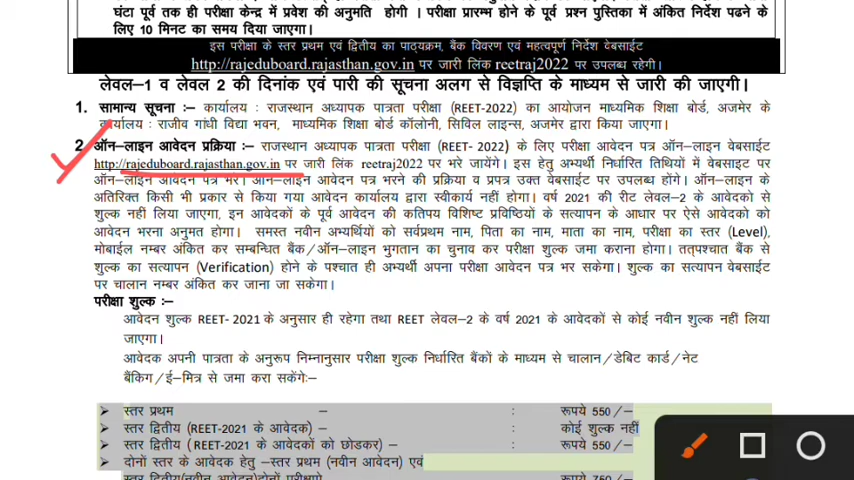 घंटा पूर्व तक ही परीक्षा केन्द्र में प्रवेश की अनुमति होगी । परीक्षा प्रारम्भ होने के पूर्व प्रश्न पुस्तिका में अंकित निर्देश पढने के
लिए 10 मिनट का समय दिया जाएगा।
इस परीक्षा के स्तर प्रथम एवं द्वितीय का पाठ्यक्रम, बैंक विवरण एवं महत्वपूर्ण निर्देश वेबसाईट
http://rajeduboard.rajasthan.gov.in पर जारी लिंक reetraj2022 पर उपलब्ध रहेगी।
लेवल–1 व लेवल 2 की दिनांक एवं पारी की सूचना अलग से विज्ञप्ति के माध्यम से जारी की जाएगी।
1. सामान्य सूचना :– कार्यालय : राजस्थान अध्यापक पात्रता परीक्षा (REET-2022) का आयोजन माध्यमिक शिक्षा बोर्ड, अजमेर के
कार्यालय : राजीव गांधी विद्या भवन, माध्यमिक शिक्षा बोर्ड कॉलोनी, सिविल लाइन्स, अजमेर द्वारा किया जाएगा।
2. ऑन–लाइन आवेदन प्रक्रिया :– राजस्थान अध्यापक पात्रता परीक्षा (REET- 2022) के लिए परीक्षा आवेदन पत्र ऑन–लाईन वेबसाईट
http://rajeduboard.rajasthan.gov.in पर जारी लिंक reetraj2022 पर भरे जायेंगे। इस हेतु अभ्यर्थी निर्धारित तिथियों में वेबसाइट पर
ऑन–लाइन आवेदन पत्र भरें। ऑन–लाइन आवेदन पत्र भरने की प्रक्रिया व प्रपत्र उक्त वेबसाईट पर उपलब्ध होंगे। ऑन–लाइन के
अतिरिक्त किसी भी प्रकार से किया गया आवेदन कार्यालय द्वारा स्वीकार्य नहीं होगा। वर्ष 2021 की रीट लेवल–2 के आवेदको से
शुल्क नहीं लिया जाएगा, इन आवेदकों के पूर्व आवेदन की कतिपय विशिष्ट प्रविष्ठियों के सत्यापन के आधार पर ऐसे आवेदको को
आवेदन भरना अनुमत होगा। समस्त नवीन अभ्यर्थियों को सर्वप्रथम नाम, पिता का नाम, माता का नाम, परीक्षा का स्तर (Level),
मोबाईल नम्बर अंकित कर सम्बन्धित बैंक/ऑन–लाइन भुगतान का चुनाव कर परीक्षा शुल्क जमा कराना होगा। तत्पश्चात बैंक से
शुल्क का सत्यापन (Verification) होने के पश्चात ही अभ्यर्थी अपना परीक्षा आवेदन पत्र भर सकेगा। शुल्क का सत्यापन वेबसाईट
पर चालान नम्बर अंकित कर जाना जा सकेगा।
परीक्षा शुल्क :–
आवेदन शुल्क REET- 2021 के अनुसार ही रहेगा तथा REET लेवल–2 के वर्ष 2021 के आवेदकों से कोई नवीन शुल्क नहीं लिया
जाएगा।
आवेदक अपनी पात्रता के अनुरूप निम्नानुसार परीक्षा शुल्क निर्धारित बैंकों के माध्यम से चालान/डेबिट कार्ड/नेट
बैंकिग/ई–मित्र से जमा करा सकेंगेः–
➢ स्तर प्रथम – : रूपये 550/–
➢ स्तर द्वितीय (REET-2021 के आवेदक) – : कोई शुल्क नहीं
➢ स्तर द्वितीय ( REET-2021 के आवेदकों को छोडकर) – : रूपये 550/–
➢ दोनों स्तर के आवेदक हेतु –स्तर प्रथम (नवीन आवेदन) एवं
स्तर द्वितीय(नवीन आवेदन)दोनों परीक्षाएं : रूपये 750/–